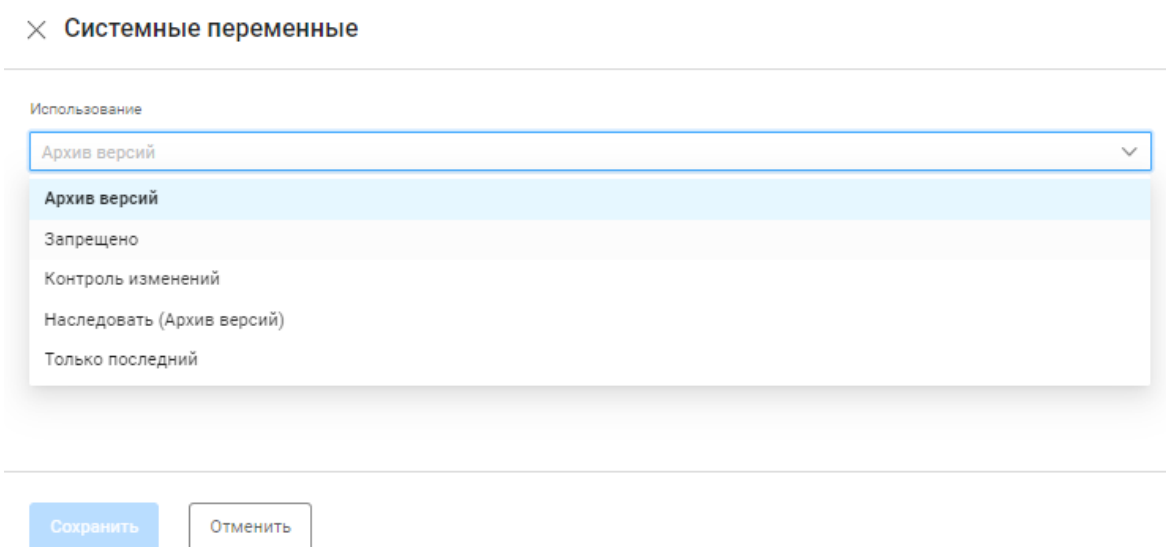 Системные переменные
Использование
Архив версий
Архив версий
Запрещено
Контроль изменений
Наследовать (Архив версий)
Только последний
Сохранить Отменить